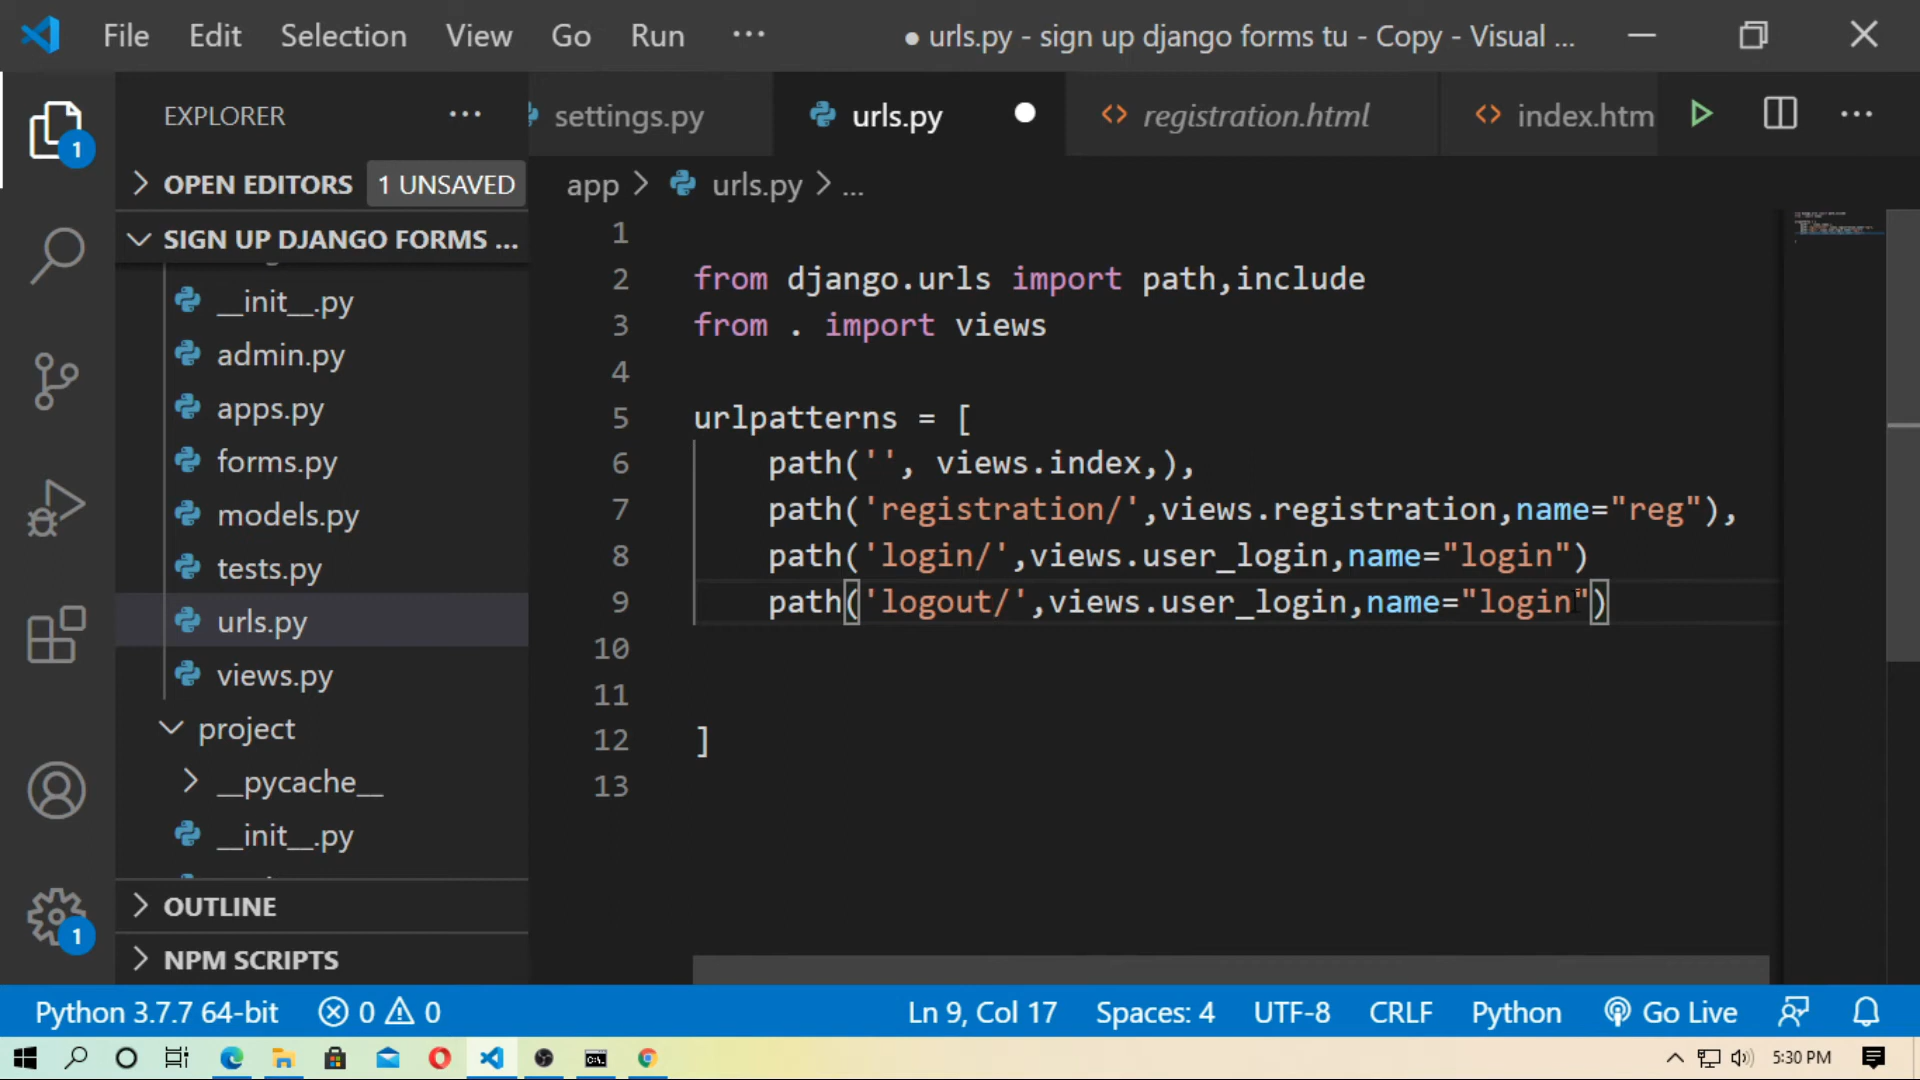 File Edit Selection View Go Run ··· ● urls.py - sign up django forms tu - Copy - Visual ...
EXPLORER ···
settings.py urls.py registration.html index.htm ···
OPEN EDITORS 1 UNSAVED
app > urls.py > ...
SIGN UP DJANGO FORMS ...
__init__.py
admin.py
apps.py
forms.py
models.py
tests.py
urls.py
views.py
project
__pycache__
__init__.py
OUTLINE
NPM SCRIPTS
1
2 from django.urls import path,include
3 from . import views
4
5 urlpatterns = [
6 path('', views.index,),
7 path('registration/',views.registration,name="reg"),
8 path('login/',views.user_login,name="login")
9 path('logout/',views.user_login,name="login")
10
11
12 ]
13
1
1
Python 3.7.7 64-bit 0 0 Ln 9, Col 17 Spaces: 4 UTF-8 CRLF Python Go Live
5:30 PM